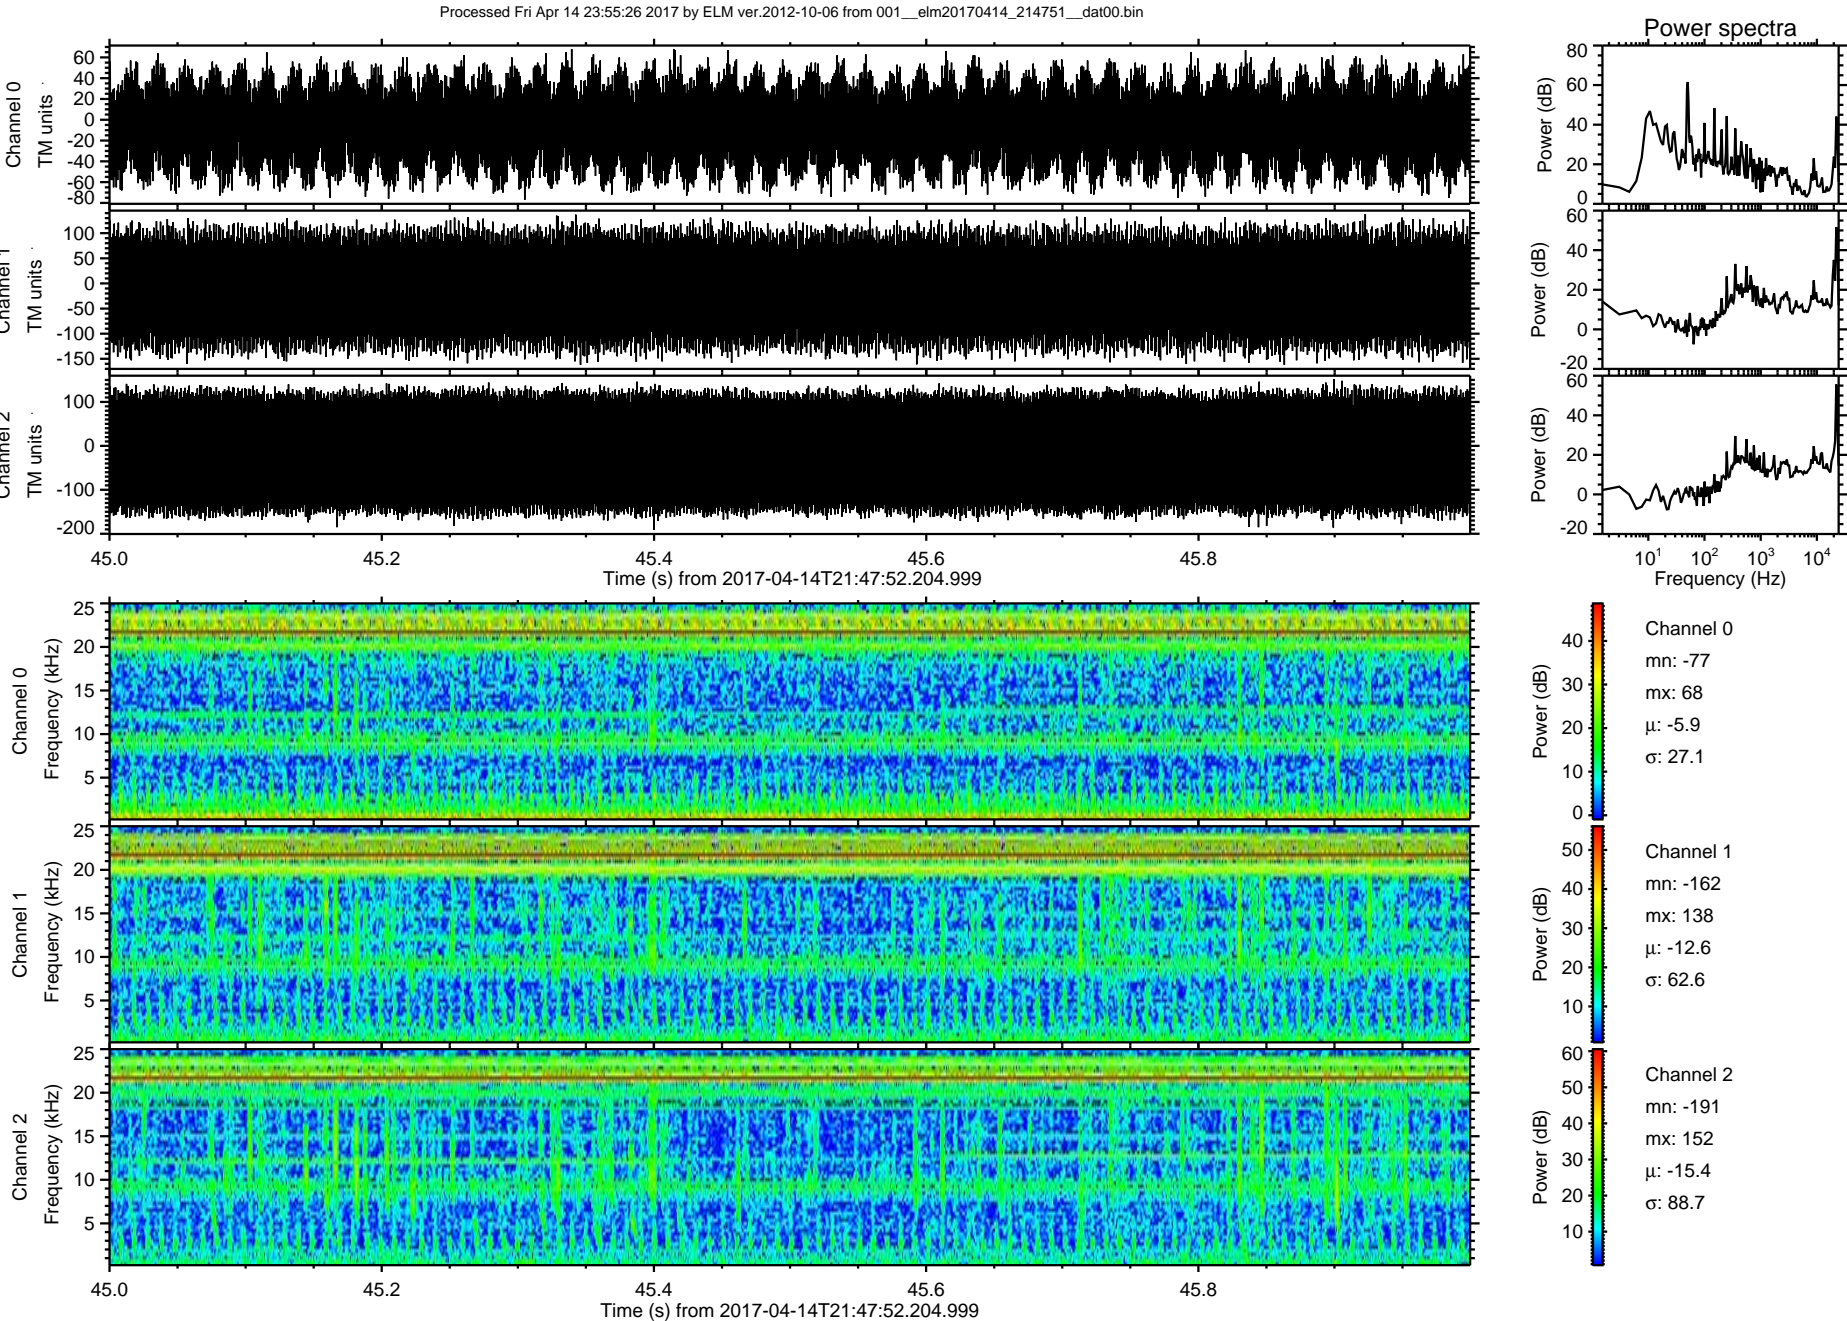 Processed Fri Apr 14 23:55:26 2017 by ELM ver.2012-10-06 from 001__elm20170414_214751__dat00.bin
Power spectra
Channel 0
TM units
60
40
20
0
-20
-40
-60
-80
Power (dB)
80
60
40
20
0
Channel 1
TM units
100
50
0
-50
-100
-150
Power (dB)
60
40
20
0
-20
Channel 2
TM units
100
0
-100
-200
Power (dB)
60
40
20
0
-20
45.0 45.2 45.4 45.6 45.8
Time (s) from 2017-04-14T21:47:52.204.999
10¹ 10² 10³ 10⁴
Frequency (Hz)
Channel 0
Frequency (kHz)
25
20
15
10
5
Power (dB)
40
30
20
10
0
Channel 0
mn: -77
mx: 68
μ: -5.9
σ: 27.1
Channel 1
Frequency (kHz)
25
20
15
10
5
Power (dB)
50
40
30
20
10
Channel 1
mn: -162
mx: 138
μ: -12.6
σ: 62.6
Channel 2
Frequency (kHz)
25
20
15
10
5
Power (dB)
60
50
40
30
20
10
Channel 2
mn: -191
mx: 152
μ: -15.4
σ: 88.7
45.0 45.2 45.4 45.6 45.8
Time (s) from 2017-04-14T21:47:52.204.999